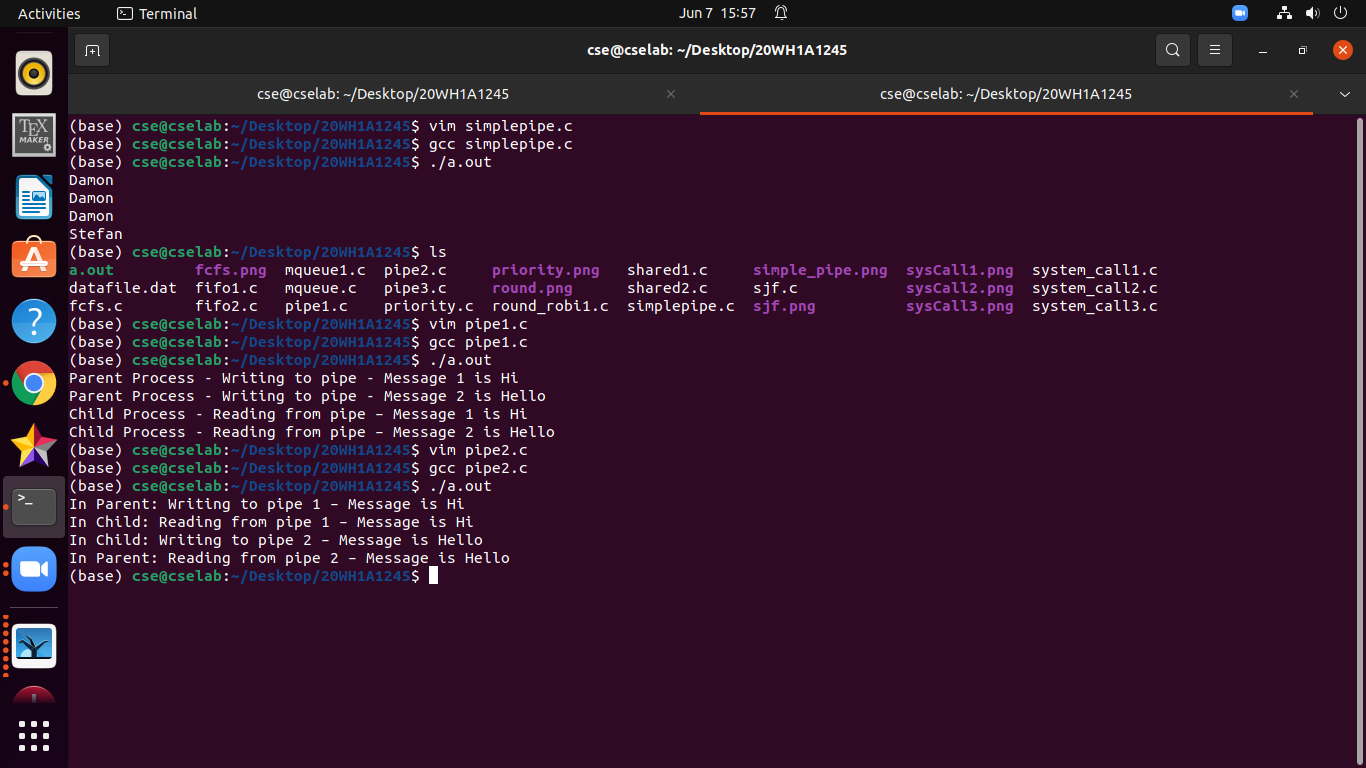 Activities Terminal Jun 7 15:57
cse@cselab: ~/Desktop/20WH1A1245
cse@cselab: ~/Desktop/20WH1A1245 cse@cselab: ~/Desktop/20WH1A1245
TEX
MAKER
(base) cse@cselab:~/Desktop/20WH1A1245$ vim simplepipe.c
(base) cse@cselab:~/Desktop/20WH1A1245$ gcc simplepipe.c
(base) cse@cselab:~/Desktop/20WH1A1245$ ./a.out
Damon
Damon
Damon
Stefan
(base) cse@cselab:~/Desktop/20WH1A1245$ ls
a.out fcfs.png mqueue1.c pipe2.c priority.png shared1.c simple_pipe.png sysCall1.png system_call1.c
datafile.dat fifo1.c mqueue.c pipe3.c round.png shared2.c sjf.c sysCall2.png system_call2.c
fcfs.c fifo2.c pipe1.c priority.c round_robi1.c simplepipe.c sjf.png sysCall3.png system_call3.c
(base) cse@cselab:~/Desktop/20WH1A1245$ vim pipe1.c
(base) cse@cselab:~/Desktop/20WH1A1245$ gcc pipe1.c
(base) cse@cselab:~/Desktop/20WH1A1245$ ./a.out
Parent Process - Writing to pipe - Message 1 is Hi
Parent Process - Writing to pipe - Message 2 is Hello
Child Process - Reading from pipe – Message 1 is Hi
Child Process - Reading from pipe – Message 2 is Hello
(base) cse@cselab:~/Desktop/20WH1A1245$ vim pipe2.c
(base) cse@cselab:~/Desktop/20WH1A1245$ gcc pipe2.c
(base) cse@cselab:~/Desktop/20WH1A1245$ ./a.out
In Parent: Writing to pipe 1 – Message is Hi
In Child: Reading from pipe 1 – Message is Hi
In Child: Writing to pipe 2 – Message is Hello
In Parent: Reading from pipe 2 – Message is Hello
(base) cse@cselab:~/Desktop/20WH1A1245$